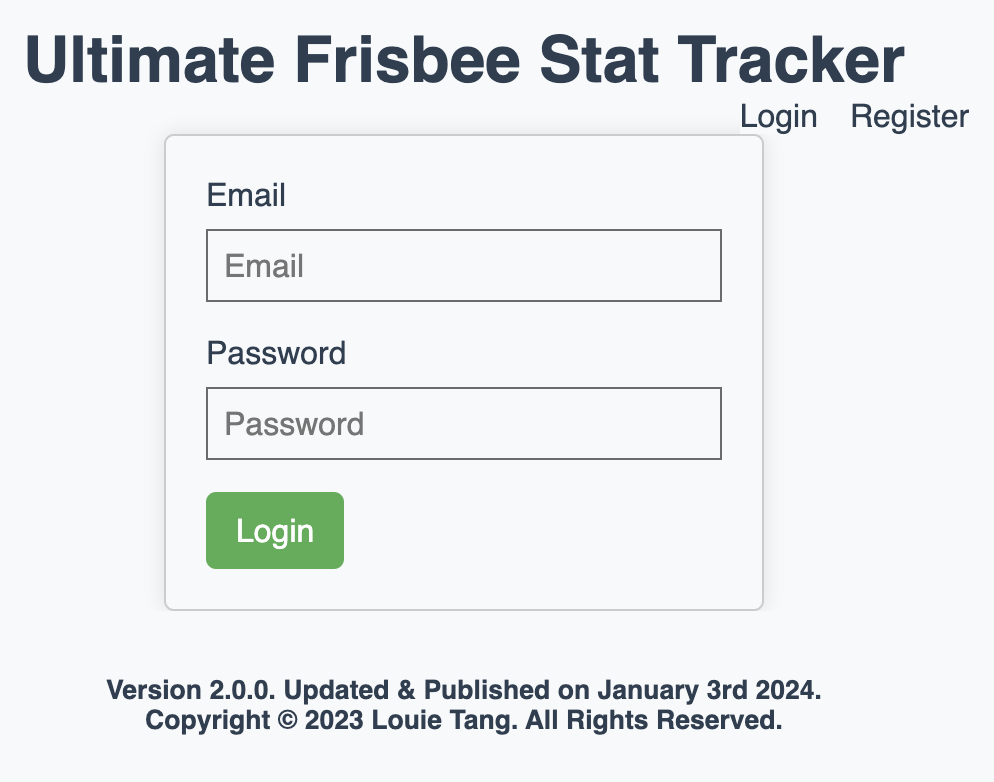 Ultimate Frisbee Stat Tracker
Login Register
Email
Email
Password
Password
Login
Version 2.0.0. Updated & Published on January 3rd 2024.
Copyright © 2023 Louie Tang. All Rights Reserved.